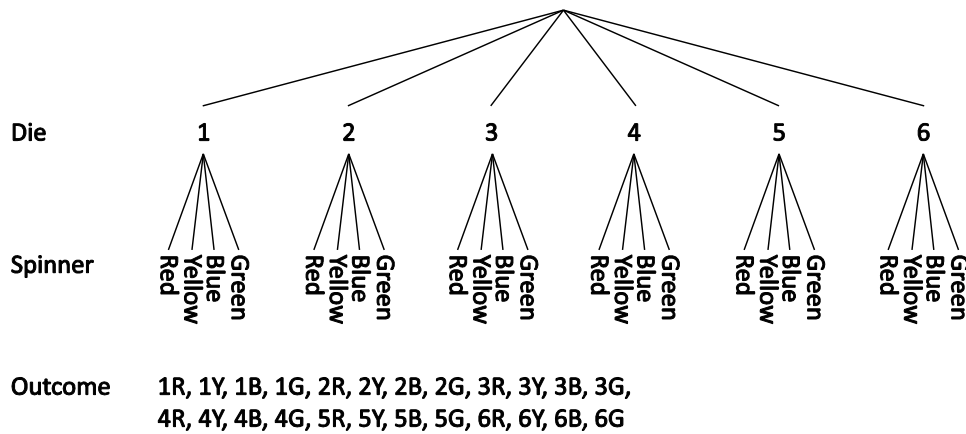 Die 1 2 3 4 5 6
Spinner Red Yellow Blue Green Red Yellow Blue Green Red Yellow Blue Green Red Yellow Blue Green Red Yellow Blue Green Red Yellow Blue Green
Outcome 1R, 1Y, 1B, 1G, 2R, 2Y, 2B, 2G, 3R, 3Y, 3B, 3G,
4R, 4Y, 4B, 4G, 5R, 5Y, 5B, 5G, 6R, 6Y, 6B, 6G